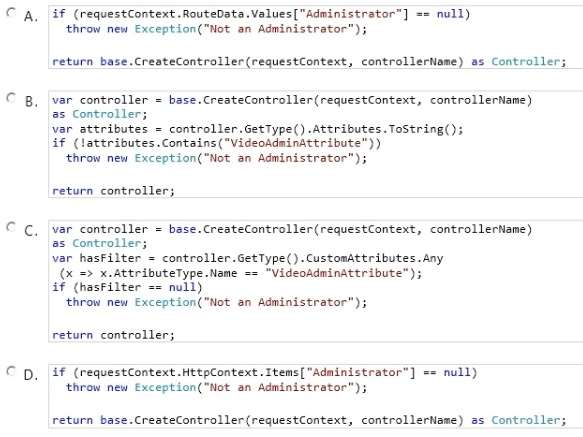 A. if (requestContext.RouteData.Values["Administrator"] == null)
throw new Exception("Not an Administrator");
return base.CreateController(requestContext, controllerName) as Controller;
B. var controller = base.CreateController(requestContext, controllerName)
as Controller;
var attributes = controller.GetType().Attributes.ToString();
if (!attributes.Contains("VideoAdminAttribute"))
throw new Exception("Not an Administrator");
return controller;
C. var controller = base.CreateController(requestContext, controllerName)
as Controller;
var hasFilter = controller.GetType().CustomAttributes.Any
(x => x.AttributeType.Name == "VideoAdminAttribute");
if (hasFilter == null)
throw new Exception("Not an Administrator");
return controller;
D. if (requestContext.HttpContext.Items["Administrator"] == null)
throw new Exception("Not an Administrator");
return base.CreateController(requestContext, controllerName) as Controller;